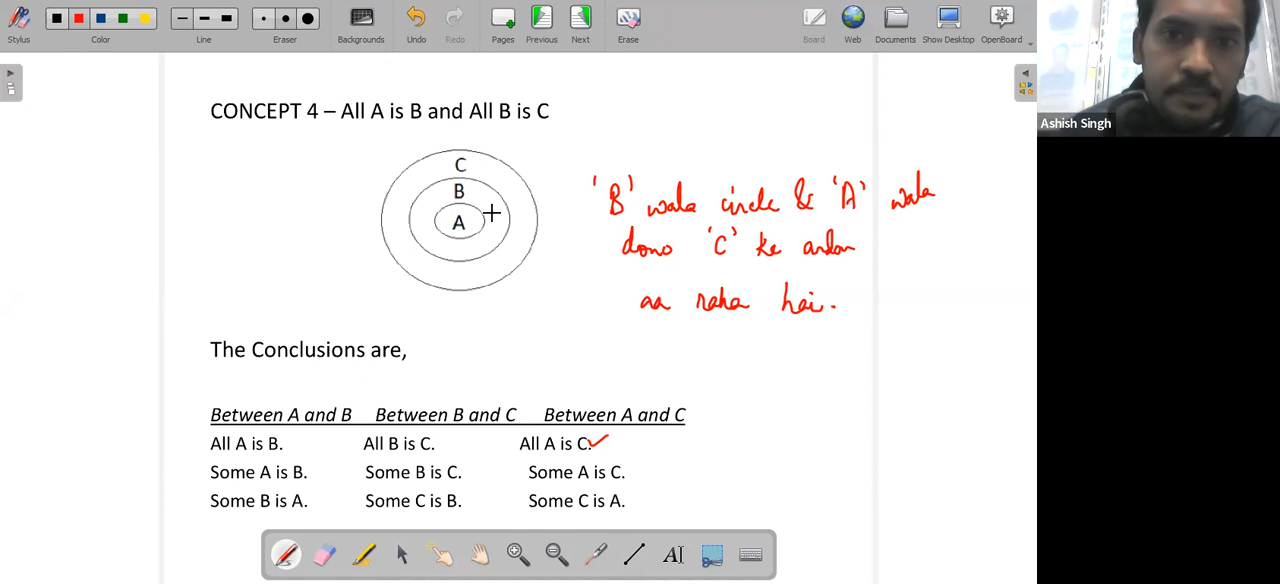 Stylus
Color
Line
Eraser
Backgrounds
Undo
Redo
Pages
Previous
Next
Erase
Board
Web
Documents
Show Desktop
OpenBoard
Ashish Singh
CONCEPT 4 – All A is B and All B is C
C
B
A
'B' wala circle & 'A' wala
dono 'C' ke andar
aa raha hai.
The Conclusions are,
Between A and B Between B and C Between A and C
All A is B. All B is C. All A is C.
Some A is B. Some B is C. Some A is C.
Some B is A. Some C is B. Some C is A.